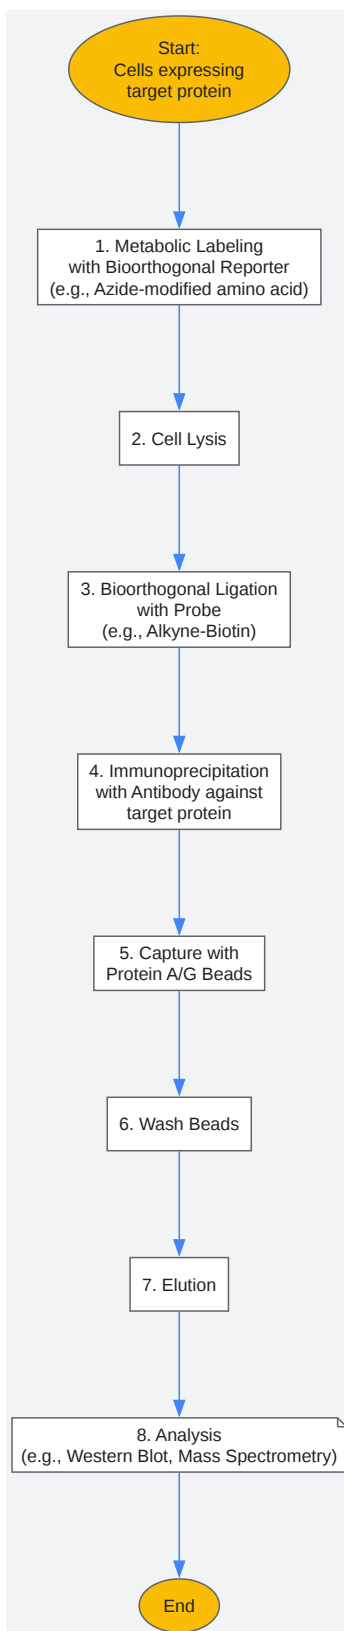 Start:
Cells expressing
target protein
1. Metabolic Labeling
with Bioorthogonal Reporter
(e.g., Azide-modified amino acid)
2. Cell Lysis
3. Bioorthogonal Ligation
with Probe
(e.g., Alkyne-Biotin)
4. Immunoprecipitation
with Antibody against
target protein
5. Capture with
Protein A/G Beads
6. Wash Beads
7. Elution
8. Analysis
(e.g., Western Blot, Mass Spectrometry)
End